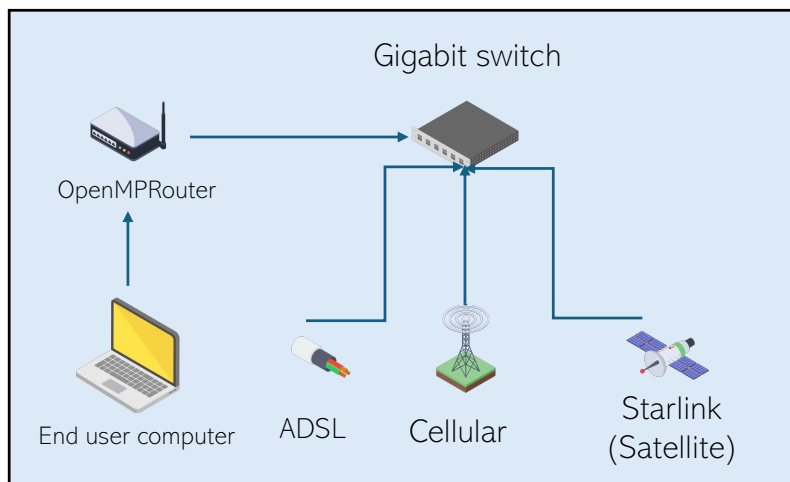 Gigabit switch
OpenMPRouter
End user computer
ADSL
Cellular
Starlink
(Satellite)